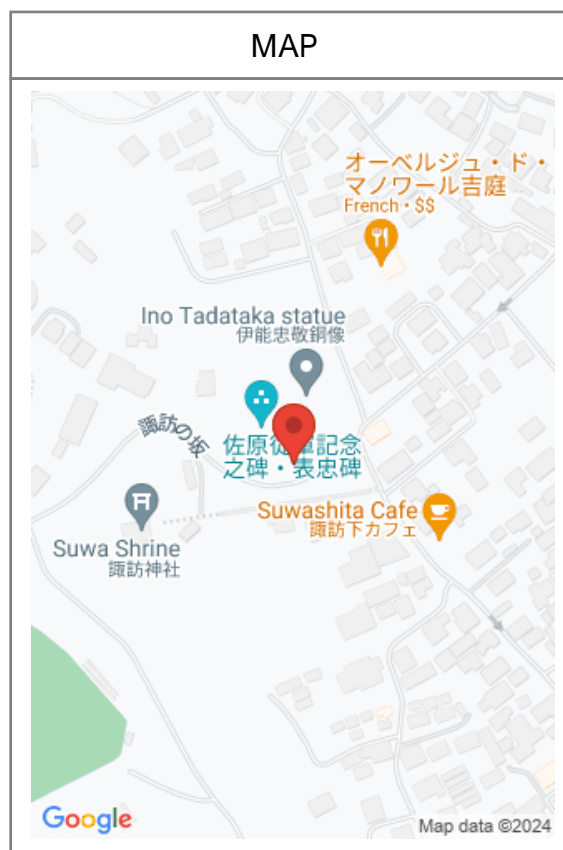 MAP
オーベルジュ・ド・
マノワール吉庭
French • $$
Ino Tadataka statue
伊能忠敬銅像
諏訪の坂
佐原従軍記念
之碑・表忠碑
Suwashita Cafe
諏訪下カフェ
Suwa Shrine
諏訪神社
Google
Map data ©2024